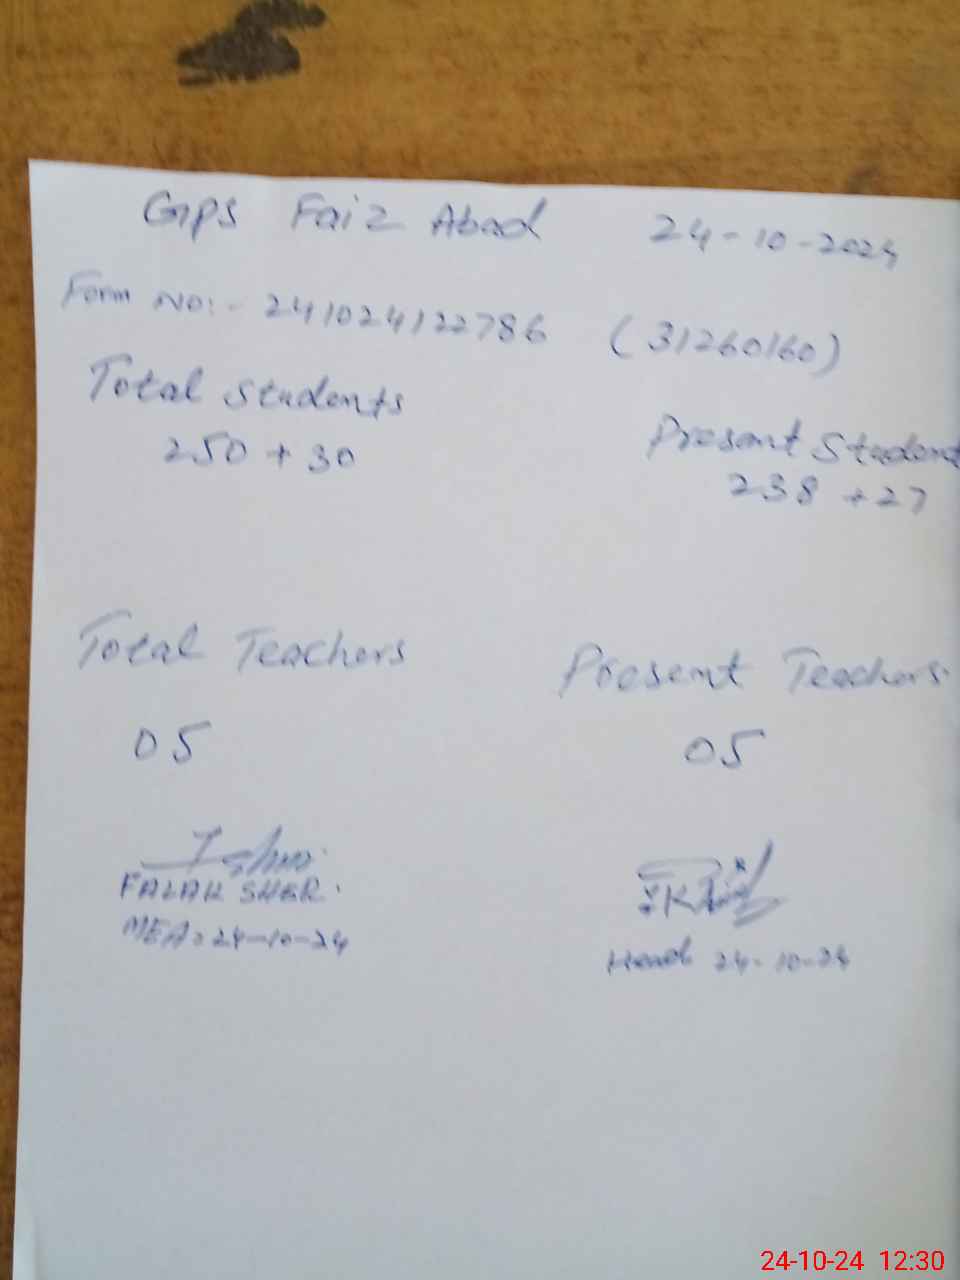 GPS Faiz Abad 24-10-2024
Form No:- 241024122786 (31260160)
Total Students Present Student
250 + 30 238 + 27
Total Teachers Present Teachers
05 05
FALAK SHER.
MEA. 24-10-24 Head 24-10-24
24-10-24 12:30